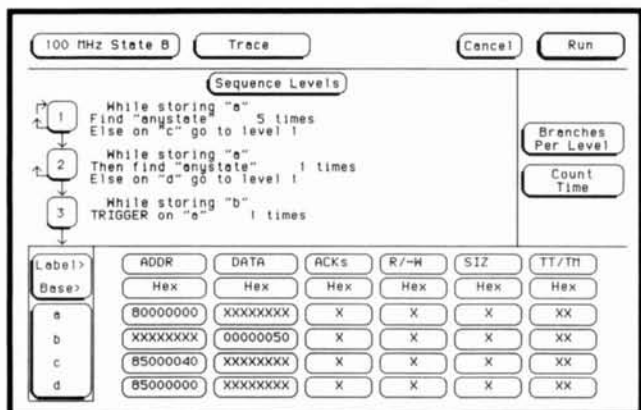 100 MHz State B Trace Cancel Run
Sequence Levels
1 While storing "a"
Find "anystate" 5 times
Else on "c" go to level 1
2 While storing "a"
Then find "anystate" 1 times
Else on "d" go to level 1
3 While storing "b"
TRIGGER on "a" 1 times
Branches
Per Level
Count
Time
Label> ADDR DATA ACKs R/-W SIZ TT/TM
Base> Hex Hex Hex Hex Hex Hex
a 80000000 XXXXXXXX X X X XX
b XXXXXXXX 00000050 X X X XX
c 85000040 XXXXXXXX X X X XX
d 85000000 XXXXXXXX X X X XX